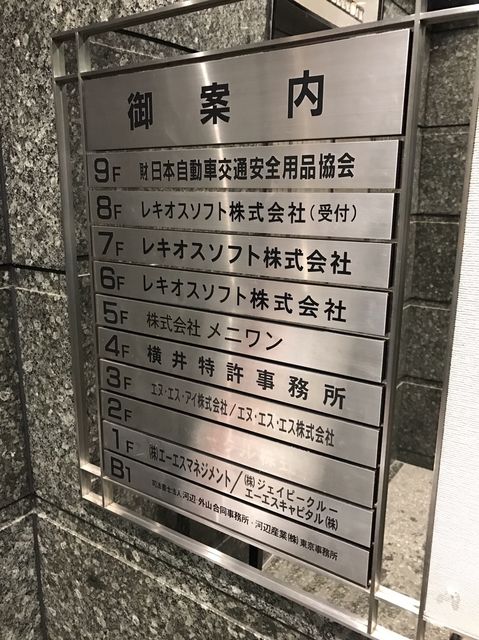 御案内
9F 財日本自動車交通安全用品協会
8F レキオスソフト株式会社(受付)
7F レキオスソフト株式会社
6F レキオスソフト株式会社
5F 株式会社 メニワン
4F 横井特許事務所
3F エヌ・エス・アイ株式会社/エヌ・エス・エス株式会社
2F
1F ㈱エーエスマネジメント/㈱ジェイピークルー
エーエスキャピタル㈱
B1 司法書士法人 河辺・外山合同事務所・河辺産業(株)東京事務所